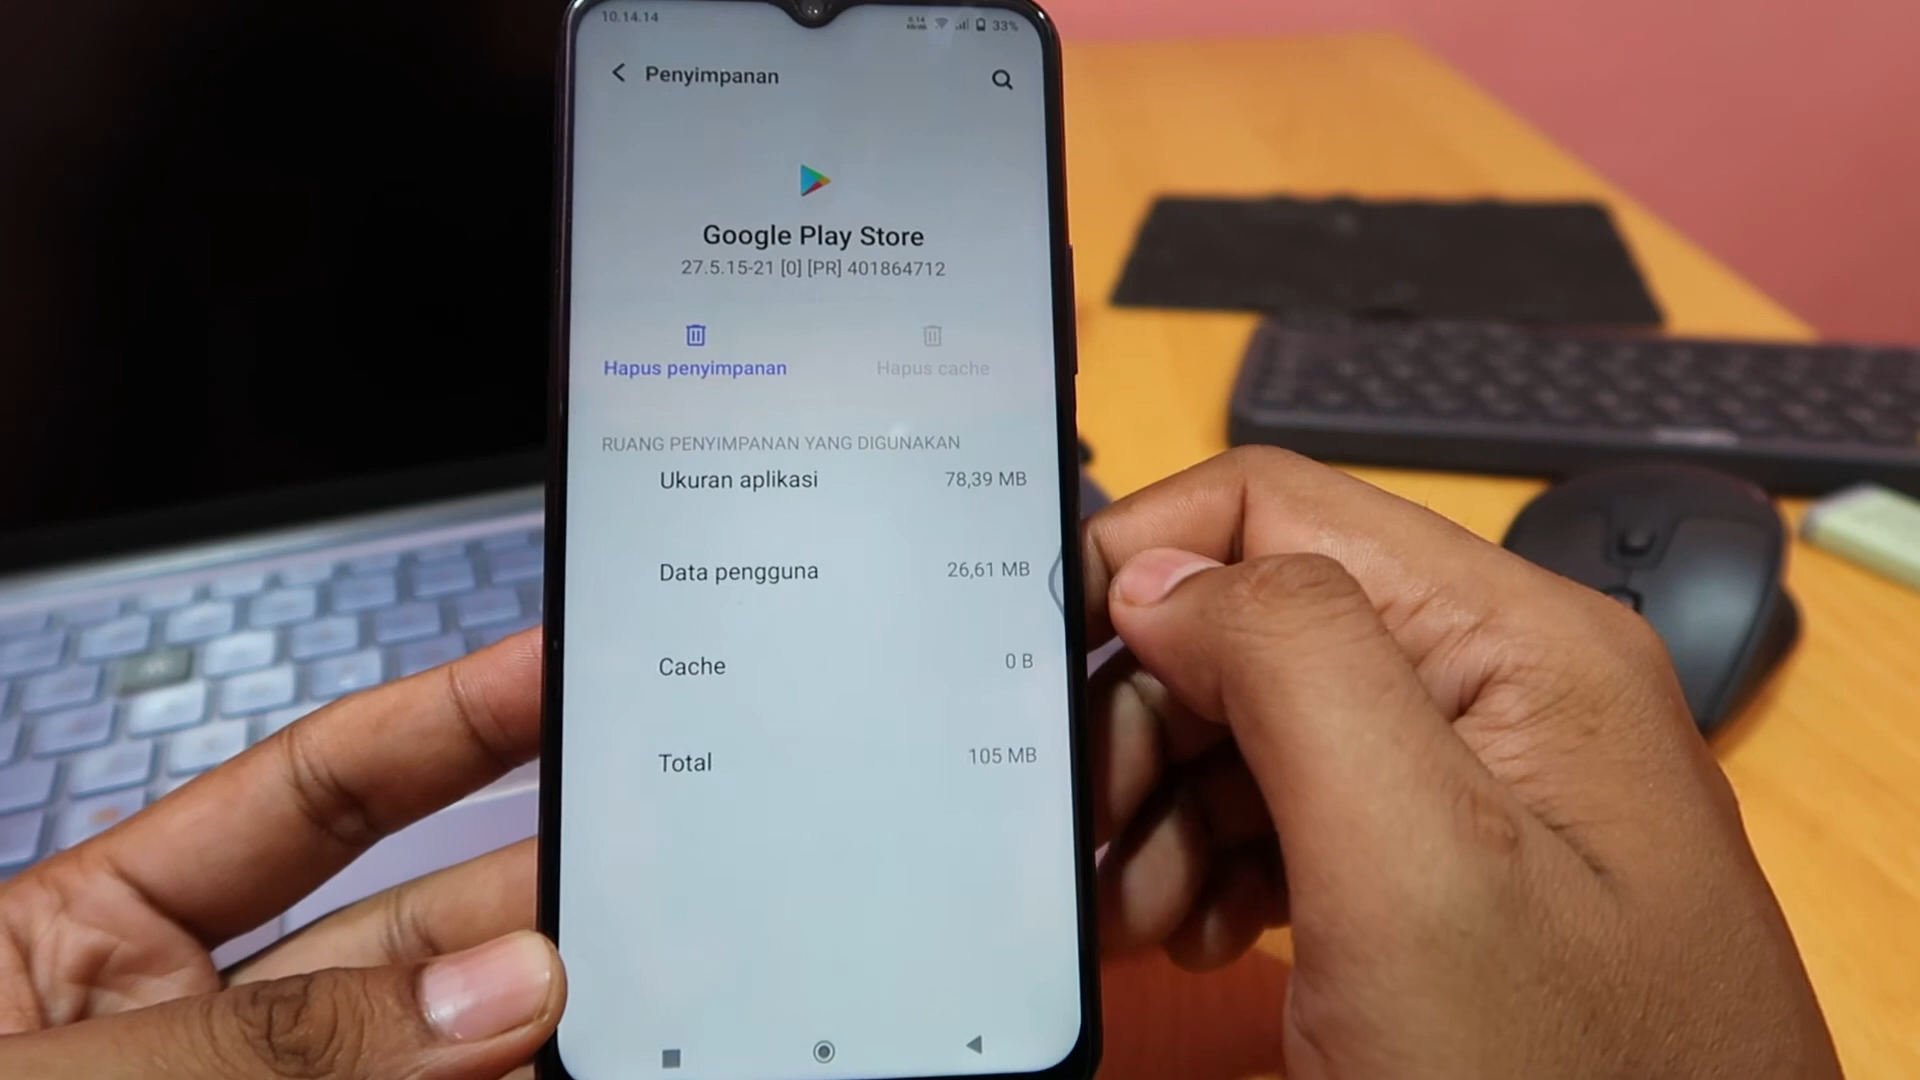 10.14.14
33%
Penyimpanan
Google Play Store
27.5.15-21 [0] [PR] 401864712
Hapus penyimpanan
Hapus cache
RUANG PENYIMPANAN YANG DIGUNAKAN
Ukuran aplikasi 78,39 MB
Data pengguna 26,61 MB
Cache 0 B
Total 105 MB